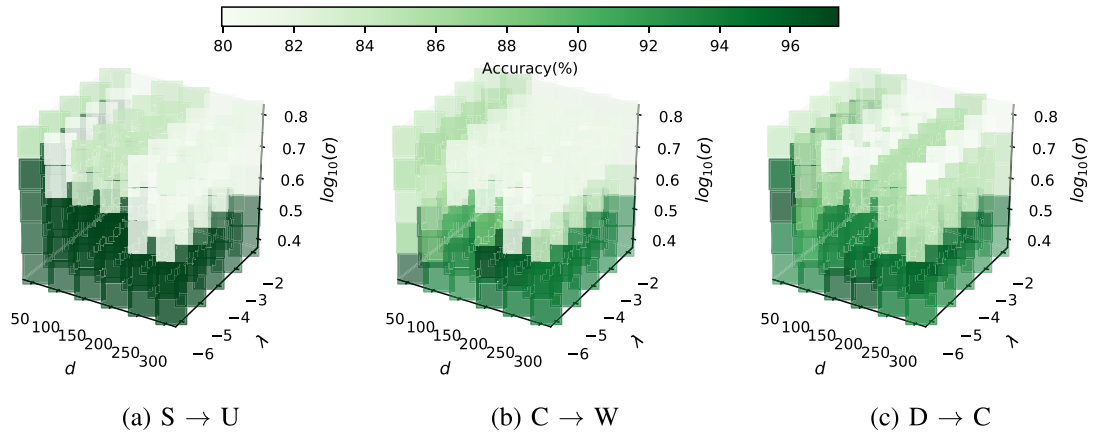 80 82 84 86 88 90 92 94 96
Accuracy(%)
0.8
0.7
0.6
0.5
0.4
log10(σ)
50 100 150 200 250 300
d
−6 −5 −4 −3 −2
λ
(a) S → U
0.8
0.7
0.6
0.5
0.4
log10(σ)
50 100 150 200 250 300
d
−6 −5 −4 −3 −2
λ
(b) C → W
0.8
0.7
0.6
0.5
0.4
log10(σ)
50 100 150 200 250 300
d
−6 −5 −4 −3 −2
λ
(c) D → C